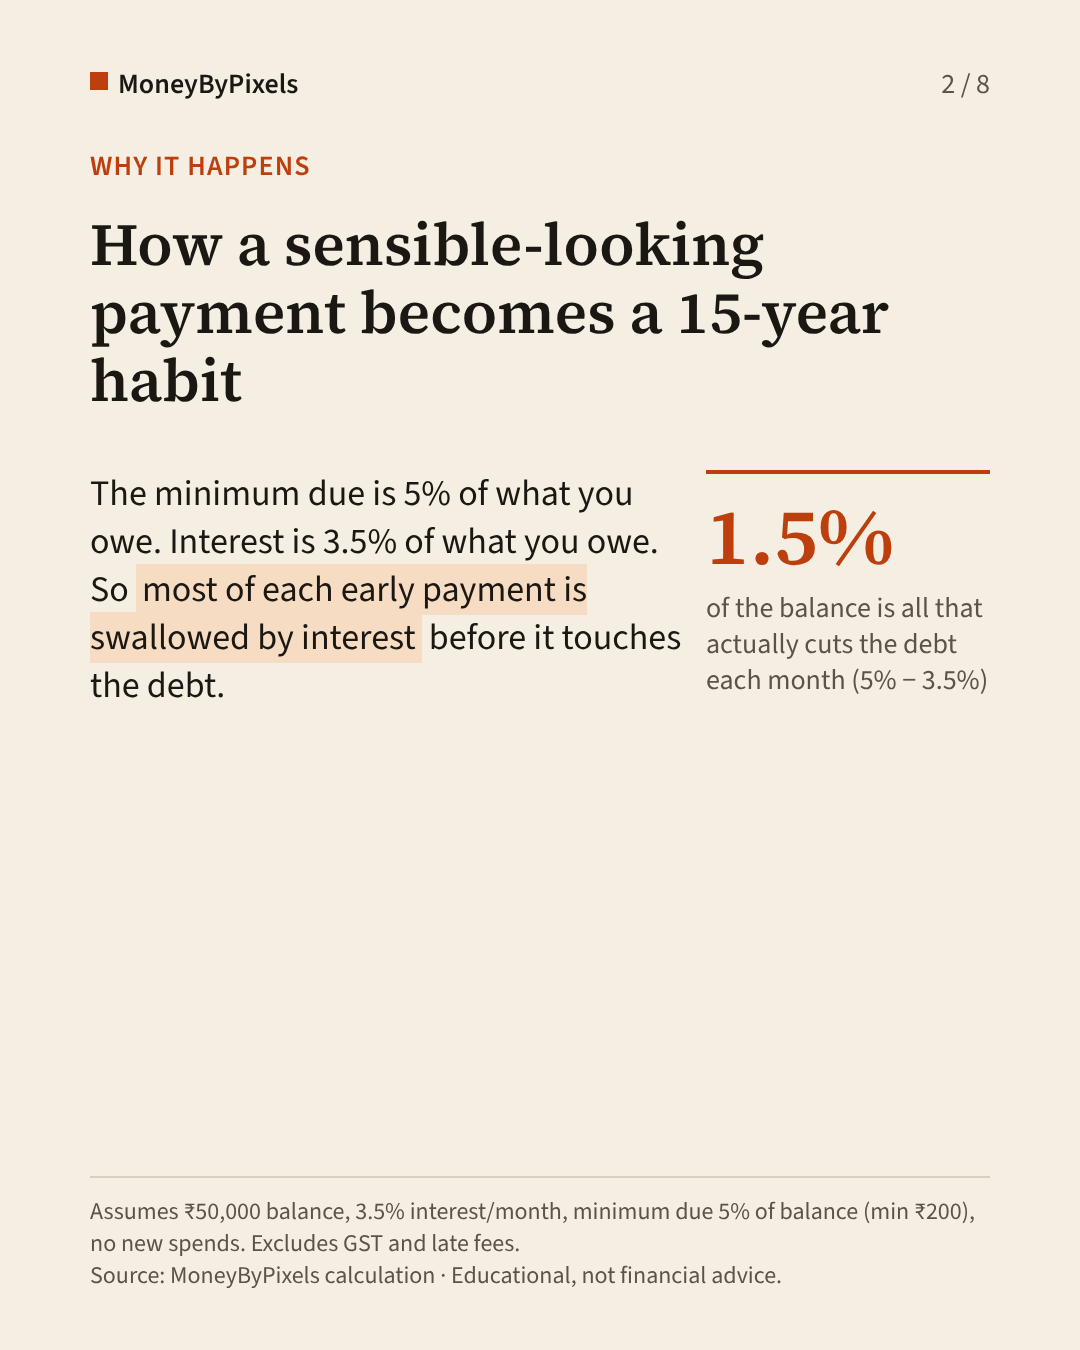 MoneyByPixels
2 / 8
WHY IT HAPPENS
How a sensible-looking
payment becomes a 15-year
habit
The minimum due is 5% of what you
owe. Interest is 3.5% of what you owe.
So most of each early payment is
swallowed by interest before it touches
the debt.
1.5%
of the balance is all that
actually cuts the debt
each month (5% − 3.5%)
Assumes ₹50,000 balance, 3.5% interest/month, minimum due 5% of balance (min ₹200),
no new spends. Excludes GST and late fees.
Source: MoneyByPixels calculation · Educational, not financial advice.